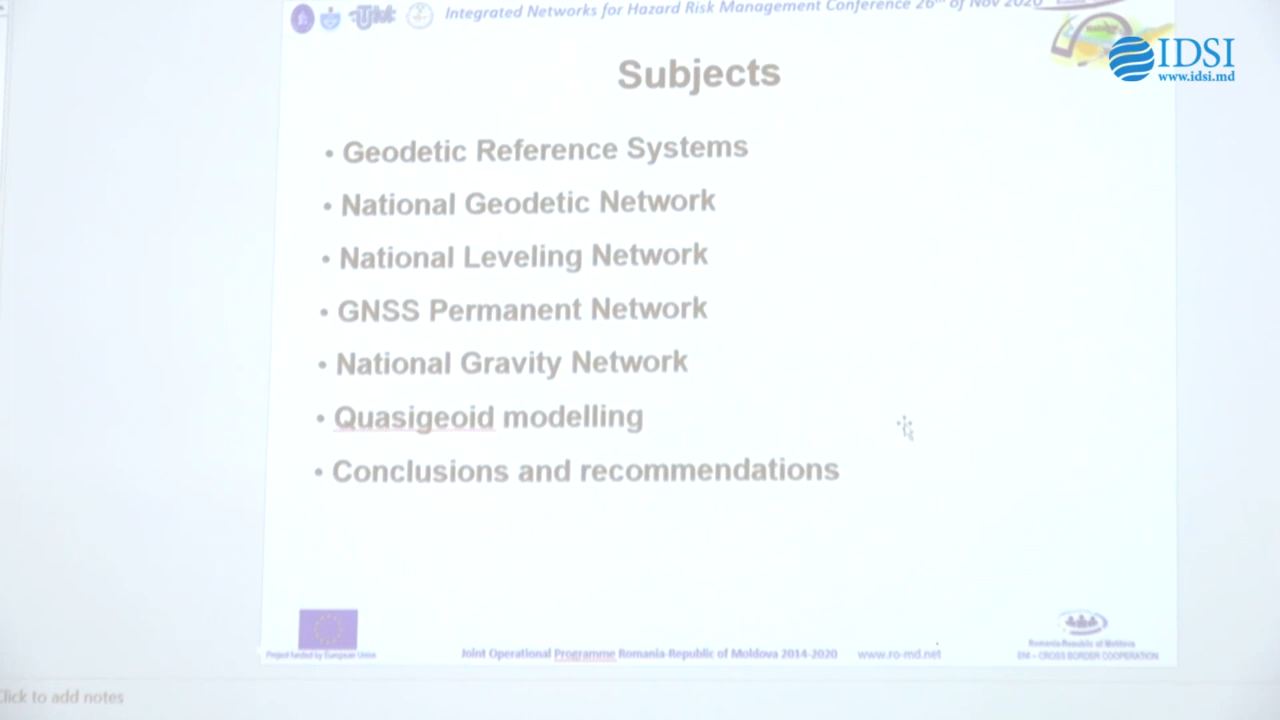 Integrated Networks for Hazard Risk Management Conference 26th of Nov 2020
IDSI
www.idsi.md
Subjects
• Geodetic Reference Systems
• National Geodetic Network
• National Leveling Network
• GNSS Permanent Network
• National Gravity Network
• Quasigeoid modelling
• Conclusions and recommendations
Project funded by European Union
Joint Operational Programme Romania-Republic of Moldova 2014-2020 www.ro-md.net
Romania-Republic of Moldova
ENI – CROSS BORDER COOPERATION
Click to add notes